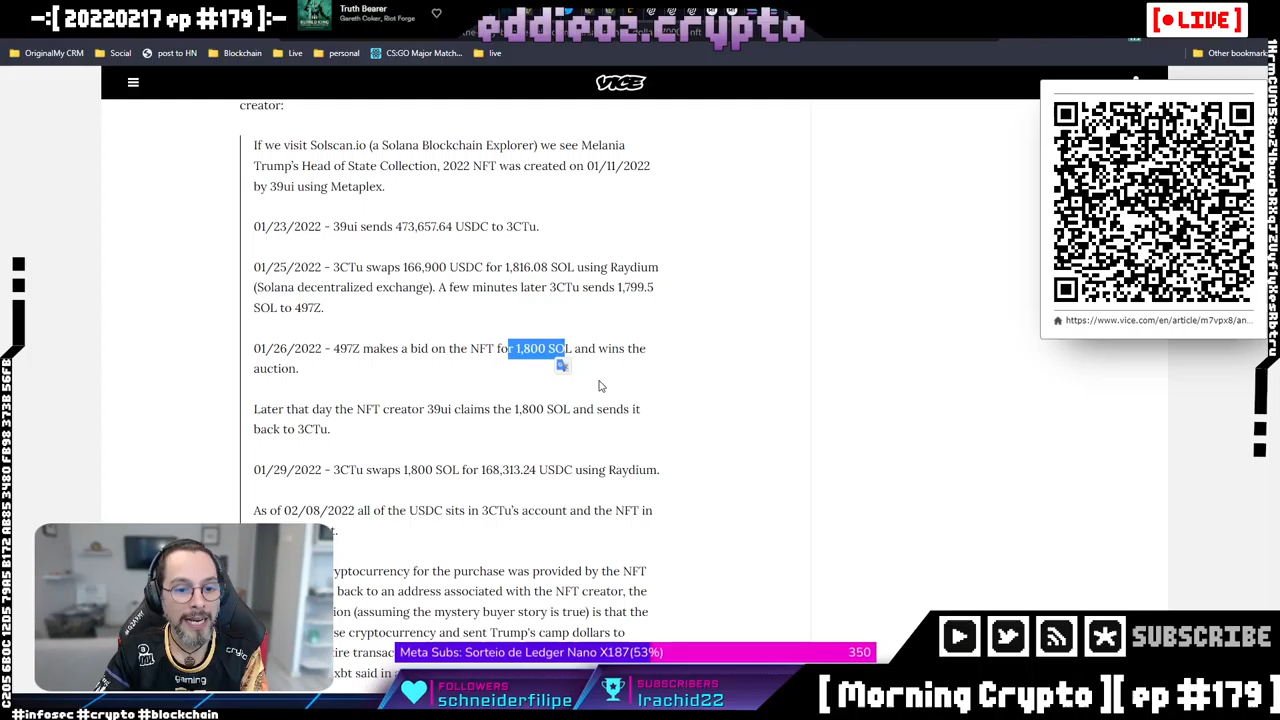 -:[ 20220217 ep #179 ]:-
Truth Bearer
Gareth Coker, Riot Forge.
eddieoz.crypto
[● LIVE ]
OriginalMy CRM
Social
post to HN
Blockchain
Live
personal
CS:GO Major Match...
live
Other bookmark
VICE
creator:
If we visit Solscan.io (a Solana Blockchain Explorer) we see Melania
Trump's Head of State Collection, 2022 NFT was created on 01/11/2022
by 39ui using Metaplex.
01/23/2022 - 39ui sends 473,657.64 USDC to 3CTu.
01/25/2022 - 3CTu swaps 166,900 USDC for 1,816.08 SOL using Raydium
(Solana decentralized exchange). A few minutes later 3CTu sends 1,799.5
SOL to 497Z.
01/26/2022 - 497Z makes a bid on the NFT for 1,800 SOL and wins the
auction.
Later that day the NFT creator 39ui claims the 1,800 SOL and sends it
back to 3CTu.
01/29/2022 - 3CTu swaps 1,800 SOL for 168,313.24 USDC using Raydium.
As of 02/08/2022 all of the USDC sits in 3CTu's account and the NFT in
yptocurrency for the purchase was provided by the NFT
back to an address associated with the NFT creator, the
ion (assuming the mystery buyer story is true) is that the
se cryptocurrency and sent Trump's camp dollars to
tire transac
xbt said in a
https://www.vice.com/en/article/m7vpx8/an...
Meta Subs: Sorteio de Ledger Nano X187(53%)
350
FOLLOWERS
schneiderfilipe
SUBSCRIBERS
lrachid22
SUBSCRIBE
[ Morning Crypto ][ ep #179 ]
#infosec #crypto #blockchain